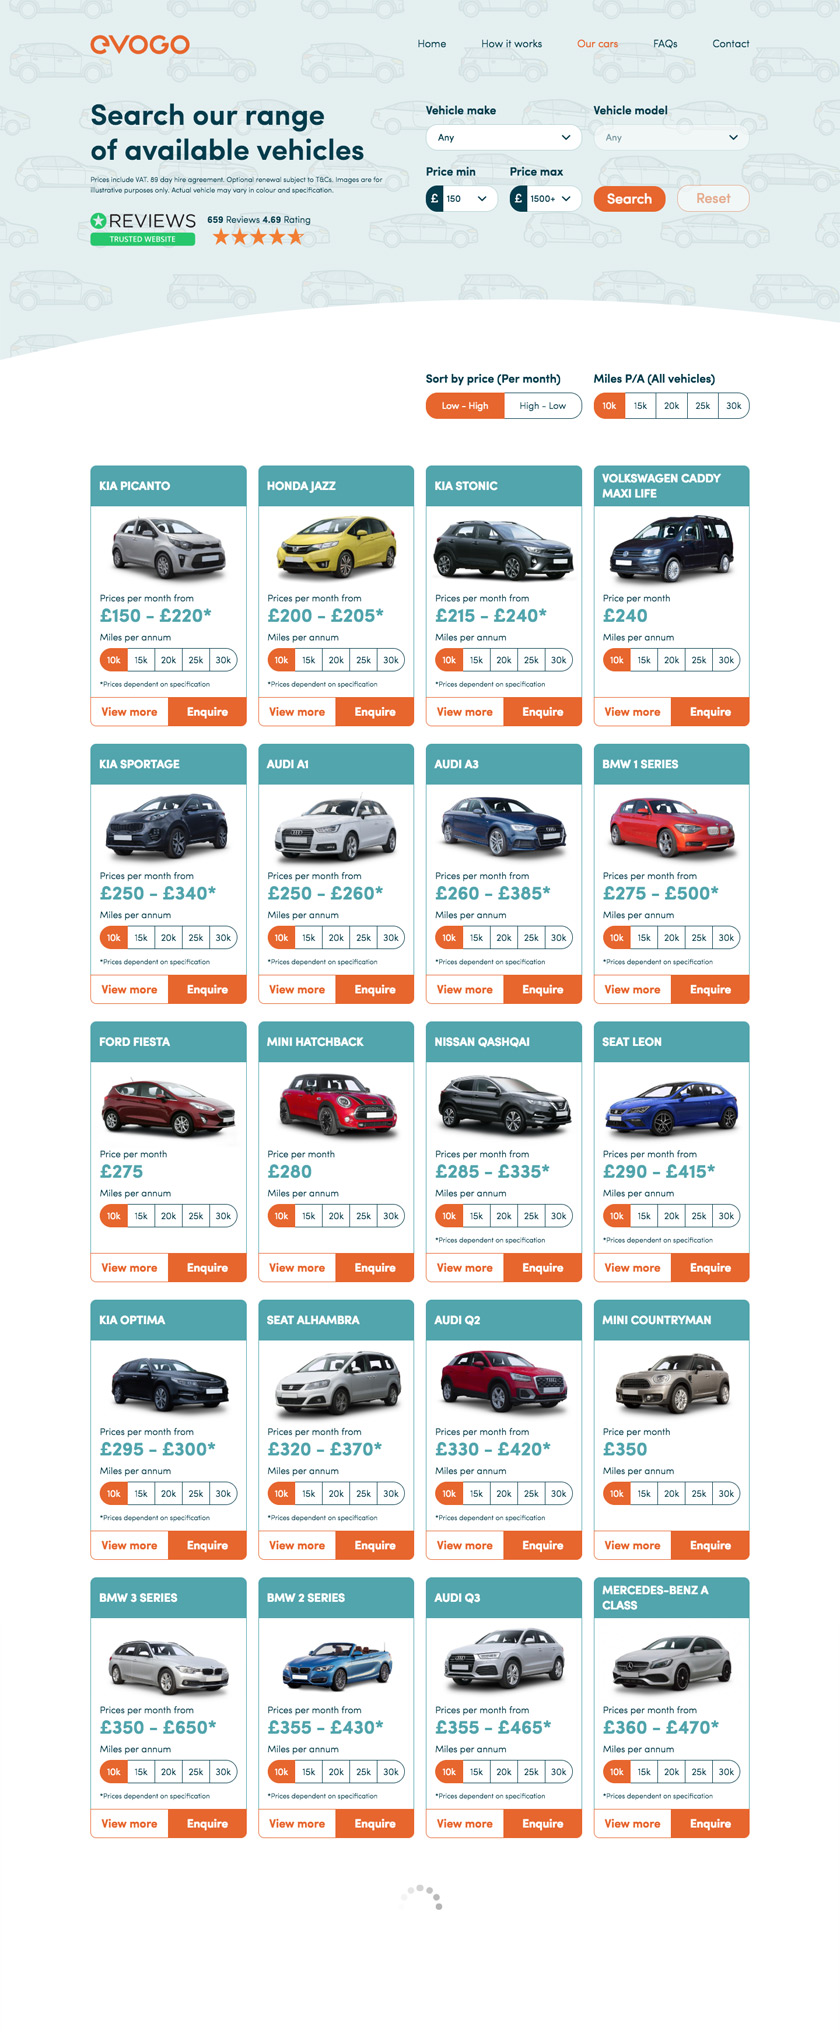 evogo
Home
How it works
Our cars
FAQs
Contact
Search our range
of available vehicles
Prices include VAT. 89 day hire agreement. Optional renewal subject to T&Cs. Images are for
illustrative purposes only. Actual vehicle may vary in colour and specification.
REVIEWS
TRUSTED WEBSITE
659 Reviews 4.69 Rating
Vehicle make
Any
Vehicle model
Any
Price min
£ 150
Price max
£ 1500+
Search
Reset
Sort by price (Per month)
Low - High
High - Low
Miles P/A (All vehicles)
10k 15k 20k 25k 30k
KIA PICANTO
Prices per month from
£150 - £220*
Miles per annum
10k 15k 20k 25k 30k
*Prices dependent on specification
View more
Enquire
HONDA JAZZ
Prices per month from
£200 - £205*
Miles per annum
10k 15k 20k 25k 30k
*Prices dependent on specification
View more
Enquire
KIA STONIC
Prices per month from
£215 - £240*
Miles per annum
10k 15k 20k 25k 30k
*Prices dependent on specification
View more
Enquire
VOLKSWAGEN CADDY
MAXI LIFE
Price per month
£240
Miles per annum
10k 15k 20k 25k 30k
View more
Enquire
KIA SPORTAGE
Prices per month from
£250 - £340*
Miles per annum
10k 15k 20k 25k 30k
*Prices dependent on specification
View more
Enquire
AUDI A1
Prices per month from
£250 - £260*
Miles per annum
10k 15k 20k 25k 30k
*Prices dependent on specification
View more
Enquire
AUDI A3
Prices per month from
£260 - £385*
Miles per annum
10k 15k 20k 25k 30k
*Prices dependent on specification
View more
Enquire
BMW 1 SERIES
Prices per month from
£275 - £500*
Miles per annum
10k 15k 20k 25k 30k
*Prices dependent on specification
View more
Enquire
FORD FIESTA
Price per month
£275
Miles per annum
10k 15k 20k 25k 30k
View more
Enquire
MINI HATCHBACK
Price per month
£280
Miles per annum
10k 15k 20k 25k 30k
View more
Enquire
NISSAN QASHQAI
Prices per month from
£285 - £335*
Miles per annum
10k 15k 20k 25k 30k
*Prices dependent on specification
View more
Enquire
SEAT LEON
Prices per month from
£290 - £415*
Miles per annum
10k 15k 20k 25k 30k
*Prices dependent on specification
View more
Enquire
KIA OPTIMA
Prices per month from
£295 - £300*
Miles per annum
10k 15k 20k 25k 30k
*Prices dependent on specification
View more
Enquire
SEAT ALHAMBRA
Prices per month from
£320 - £370*
Miles per annum
10k 15k 20k 25k 30k
*Prices dependent on specification
View more
Enquire
AUDI Q2
Prices per month from
£330 - £420*
Miles per annum
10k 15k 20k 25k 30k
*Prices dependent on specification
View more
Enquire
MINI COUNTRYMAN
Price per month
£350
Miles per annum
10k 15k 20k 25k 30k
View more
Enquire
BMW 3 SERIES
Prices per month from
£350 - £650*
Miles per annum
10k 15k 20k 25k 30k
*Prices dependent on specification
View more
Enquire
BMW 2 SERIES
Prices per month from
£355 - £430*
Miles per annum
10k 15k 20k 25k 30k
*Prices dependent on specification
View more
Enquire
AUDI Q3
Prices per month from
£355 - £465*
Miles per annum
10k 15k 20k 25k 30k
*Prices dependent on specification
View more
Enquire
MERCEDES-BENZ A
CLASS
Prices per month from
£360 - £470*
Miles per annum
10k 15k 20k 25k 30k
*Prices dependent on specification
View more
Enquire